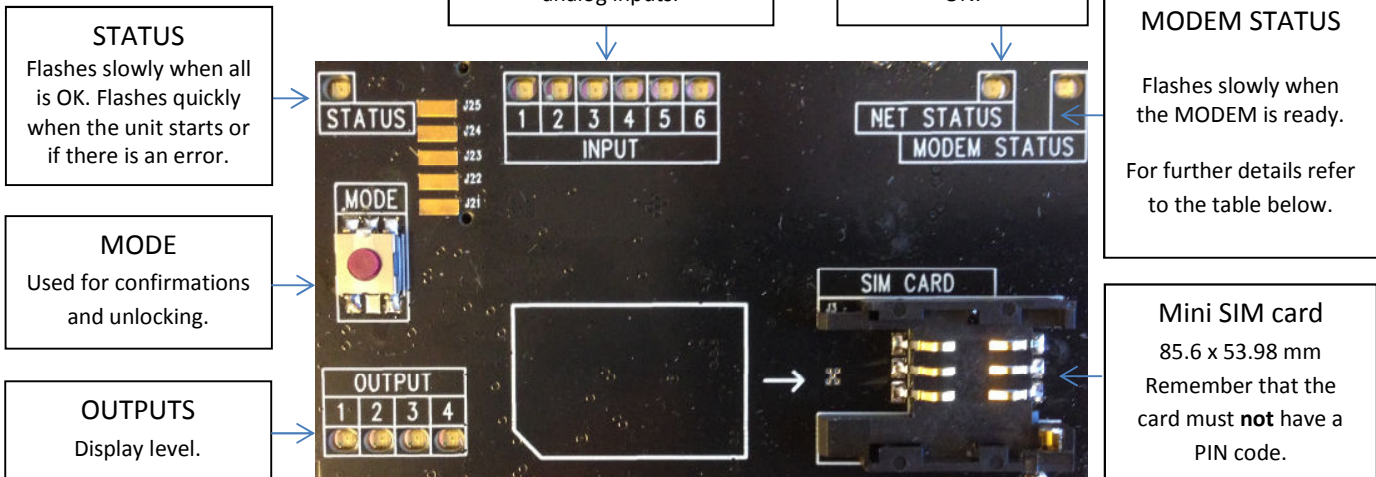 analog inputs.
ON.
STATUS
Flashes slowly when all
is OK. Flashes quickly
when the unit starts or
if there is an error.
MODE
Used for confirmations
and unlocking.
OUTPUTS
Display level.
STATUS
J25
J24
J23
J22
J21
1 2 3 4 5 6
INPUT
NET STATUS
MODEM STATUS
MODE
SIM CARD
J3
OUTPUT
1 2 3 4
MODEM STATUS
Flashes slowly when
the MODEM is ready.
For further details refer
to the table below.
Mini SIM card
85.6 x 53.98 mm
Remember that the
card must not have a
PIN code.